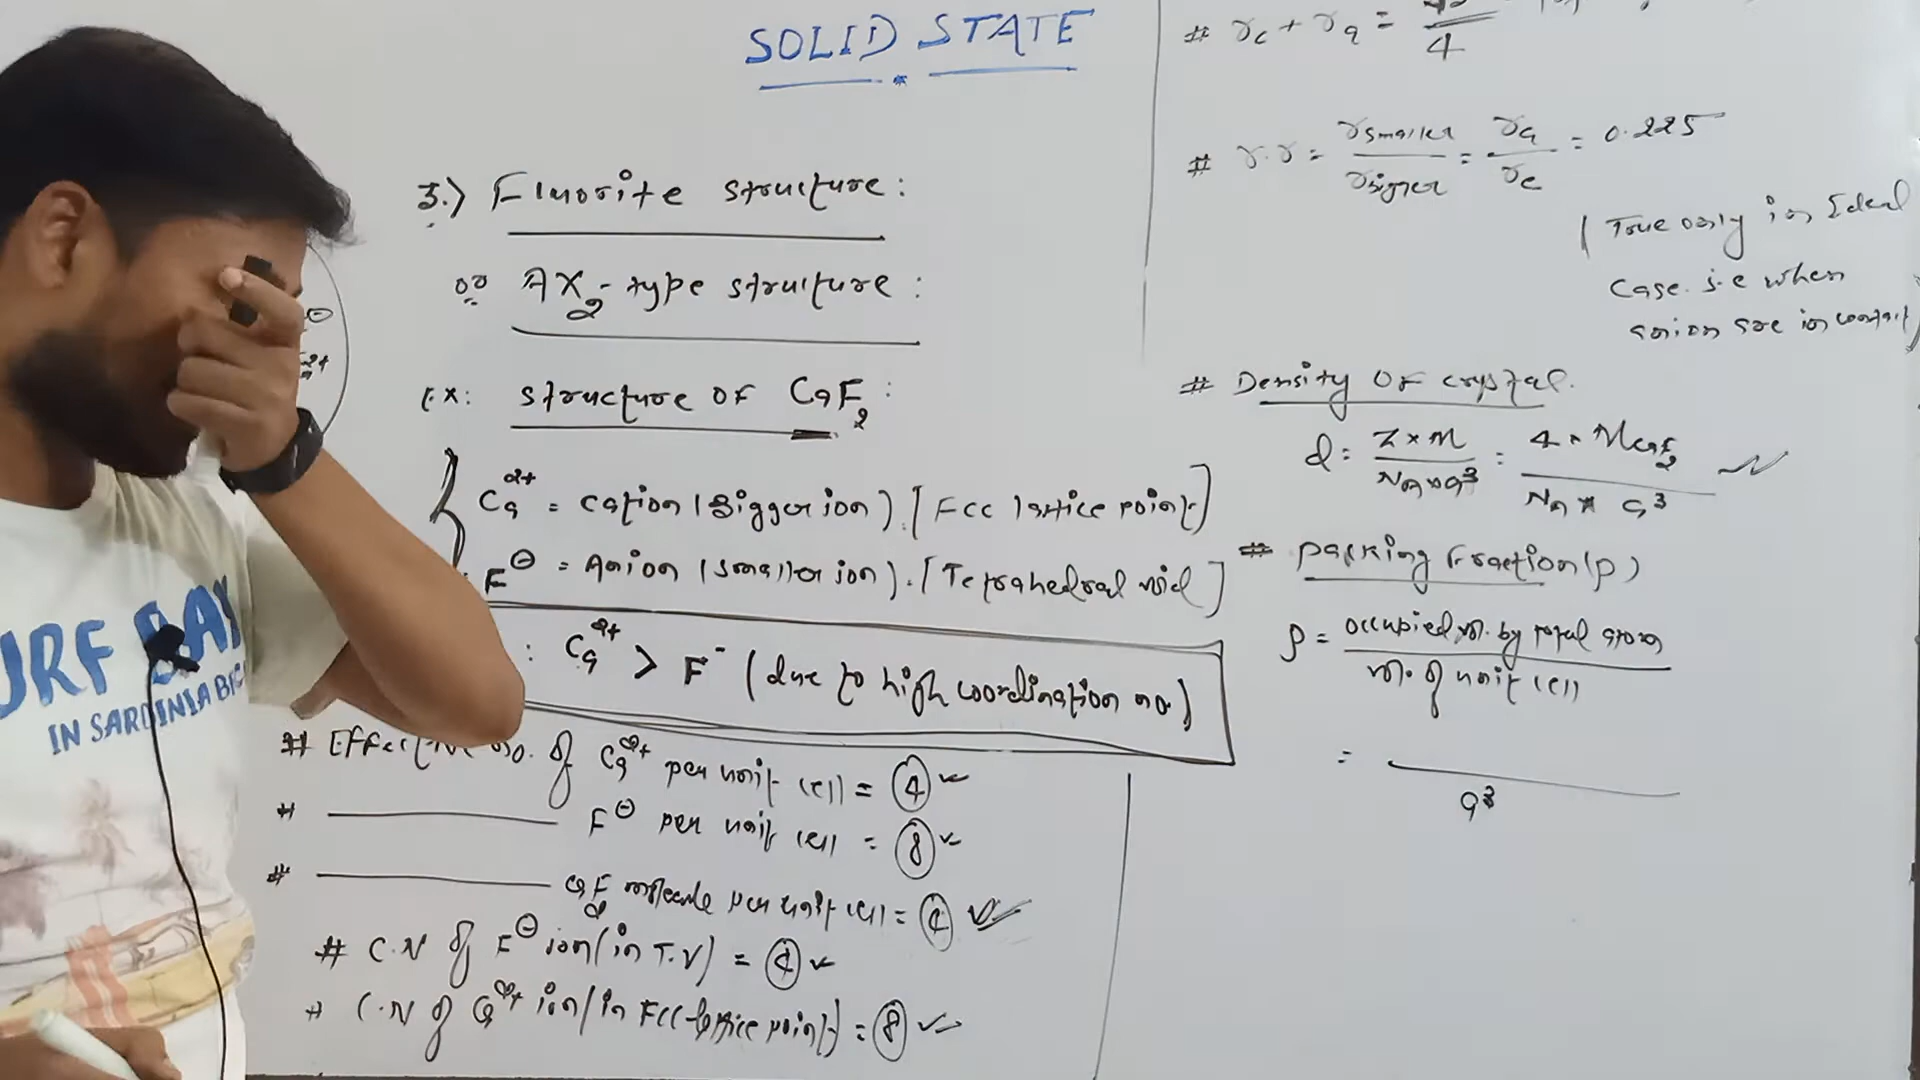 SOLID STATE
3.) Fluorite structure:
or AX2-type structure:
Ex: structure of CaF2:
Ca2+ = cation (Bigger ion). [Fcc lattice point]
F⊖ = Anion (smaller ion). [Tetrahedral void]
: Ca2+ > F- (due to high coordination no.)
# Effective no. of Ca2+ per unit cell = 4
# ——— F⊖ per unit cell = 8
# ——— CaF2 molecule per unit cell = 4
# C.N of F⊖ ion (in T.V) = 4
# C.N of Ca2+ ion (in Fcc lattice point) = 8
# rc + ra = / 4
# r.r = r smaller / r bigger = ra / rc = 0.225
(True only in Ideal
case i.e when
anion are in contact)
# Density of crystal.
d = Z × M / NA × a3 = 4 × MCaF2 / NA × a3
# Packing Fraction (p)
ρ = occupied vol. by total atom / vol. of unit cell
= ——— / a3
⊖
2+
URF BAY
IN SARDINIA